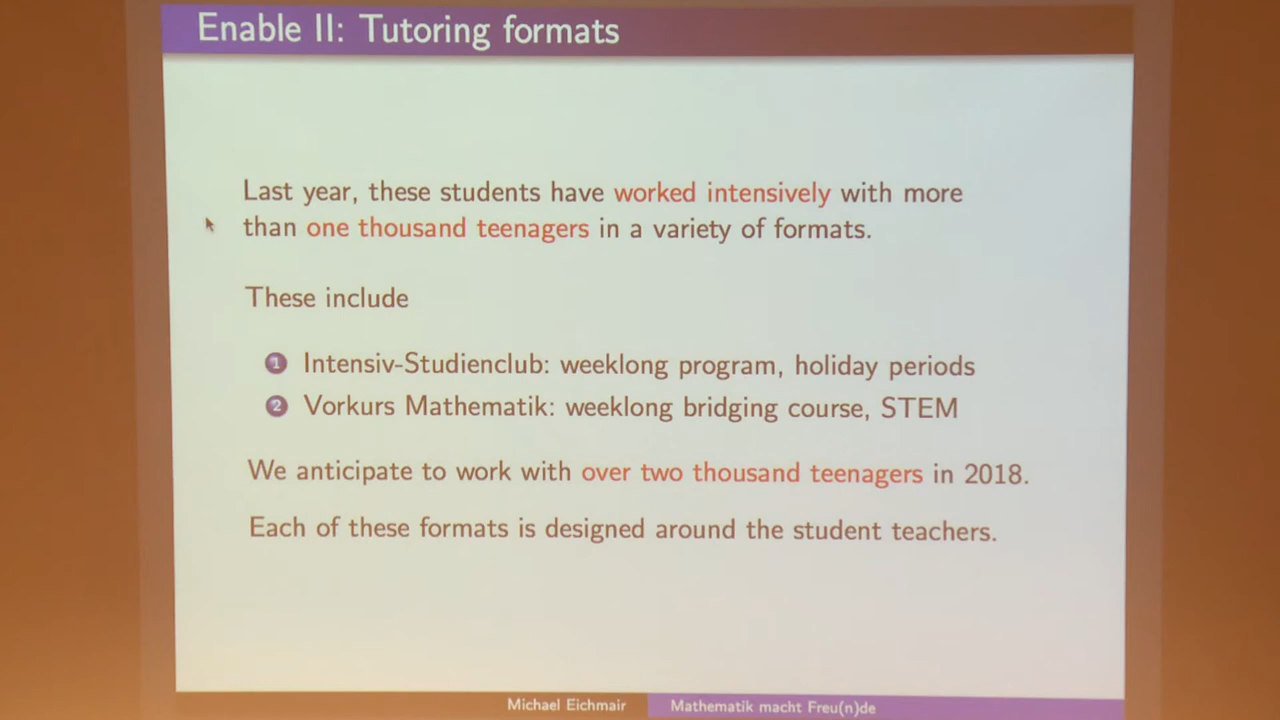 Enable II: Tutoring formats
Last year, these students have worked intensively with more
than one thousand teenagers in a variety of formats.
These include
1 Intensiv-Studienclub: weeklong program, holiday periods
2 Vorkurs Mathematik: weeklong bridging course, STEM
We anticipate to work with over two thousand teenagers in 2018.
Each of these formats is designed around the student teachers.
Michael Eichmair Mathematik macht Freu(n)de